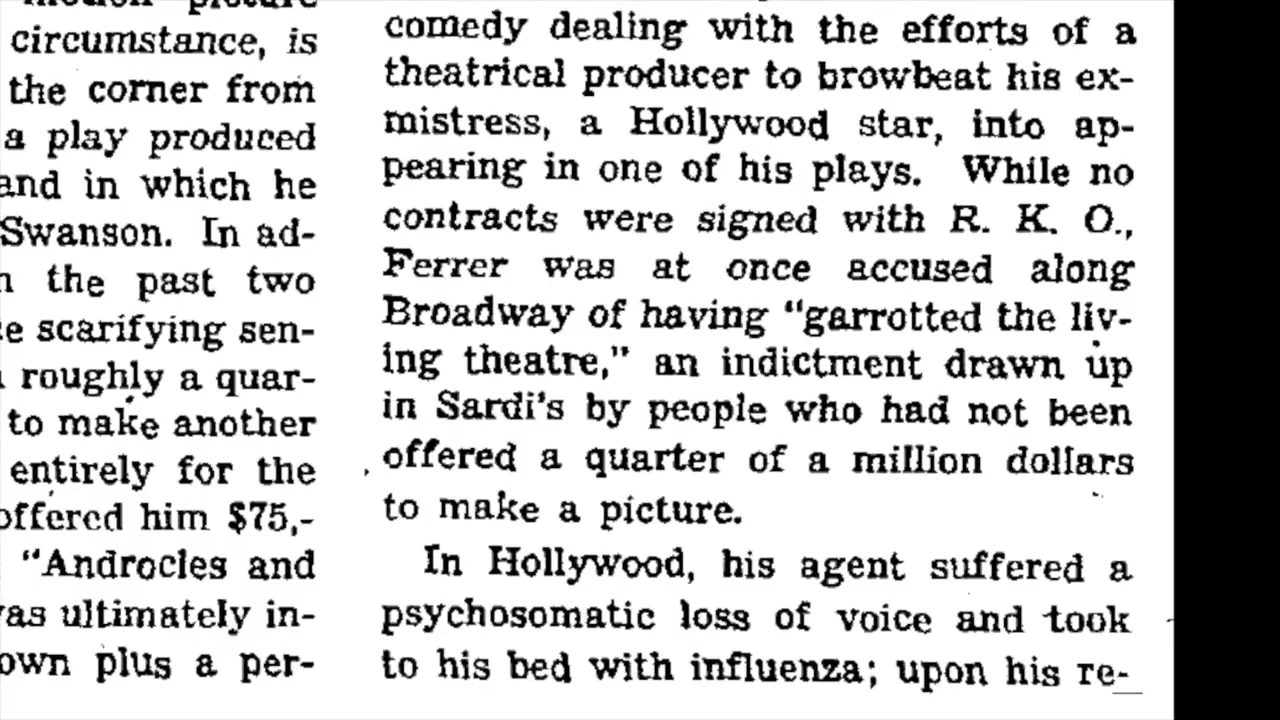 circumstance, is
the corner from
a play produced
and in which he
Swanson. In ad-
the past two
scarifying sen-
roughly a quar-
to make another
entirely for the
offered him $75,-
"Androcles and
was ultimately in-
own plus a per-
comedy dealing with the efforts of a
theatrical producer to browbeat his ex-
mistress, a Hollywood star, into ap-
pearing in one of his plays. While no
contracts were signed with R. K. O.,
Ferrer was at once accused along
Broadway of having "garrotted the liv-
ing theatre," an indictment drawn up
in Sardi's by people who had not been
offered a quarter of a million dollars
to make a picture.
In Hollywood, his agent suffered a
psychosomatic loss of voice and took
to his bed with influenza; upon his re-